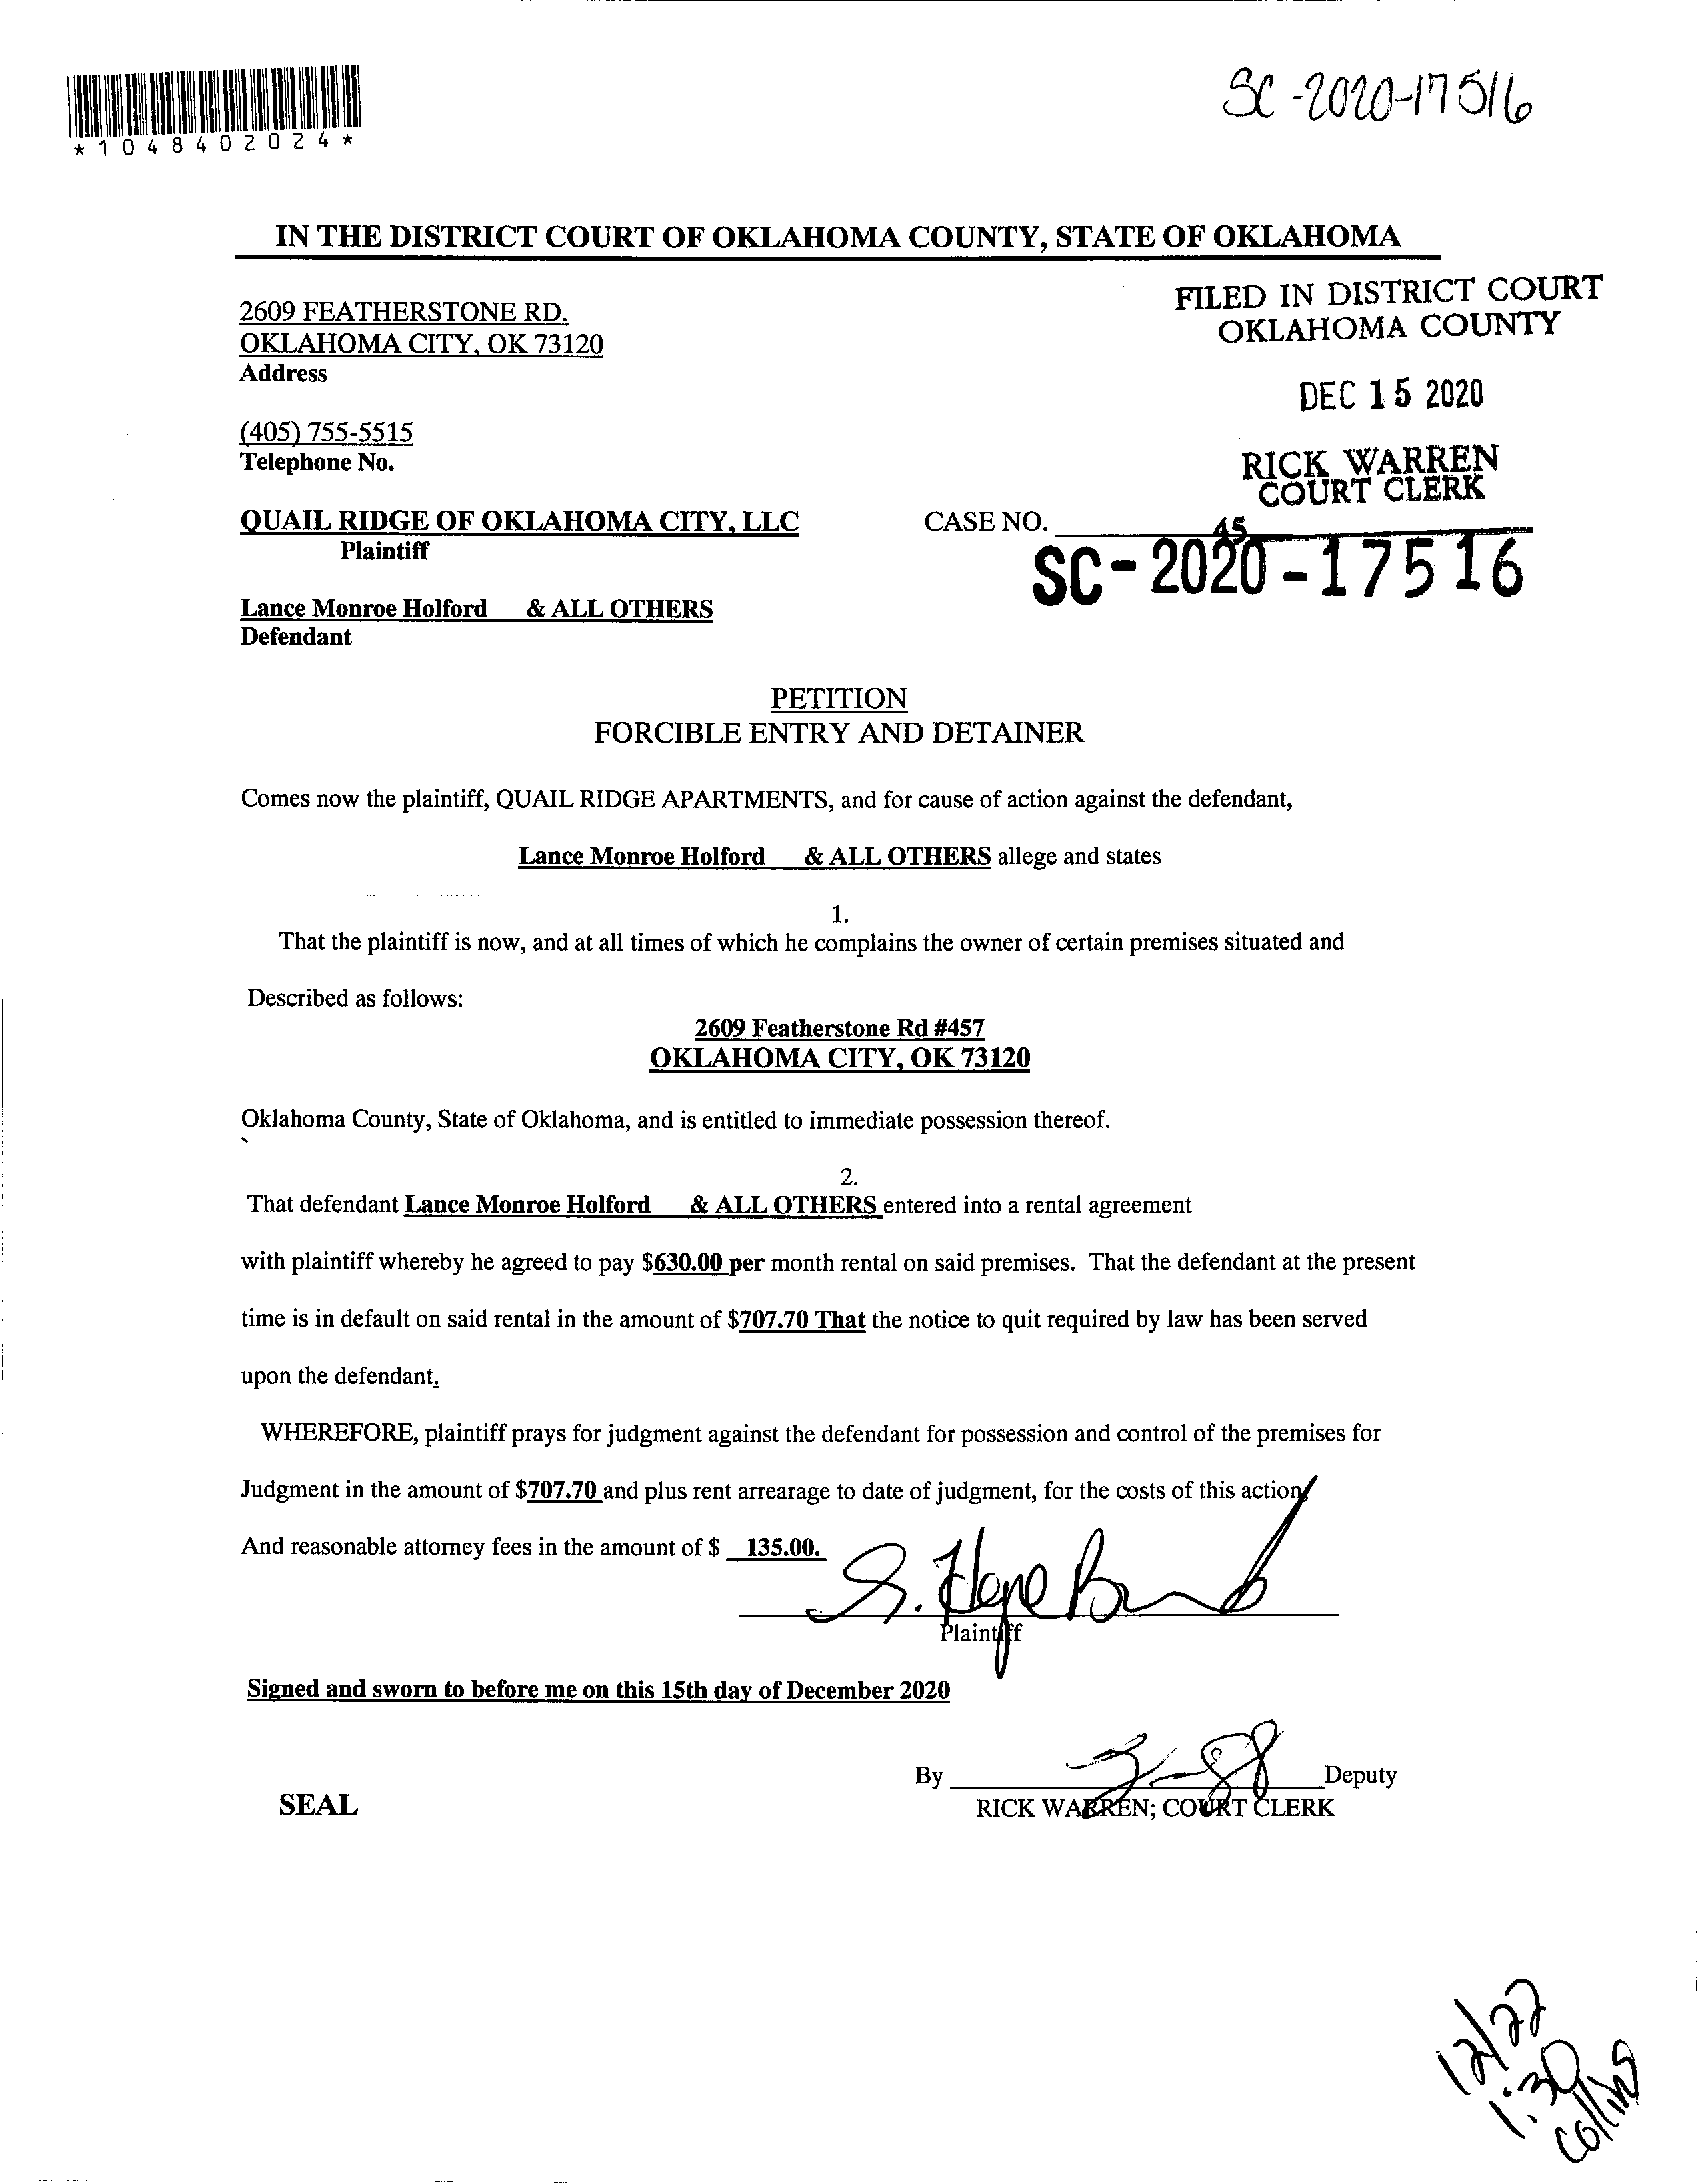 SC-2020-17516
*1048402024*
IN THE DISTRICT COURT OF OKLAHOMA COUNTY, STATE OF OKLAHOMA
2609 FEATHERSTONE RD.
OKLAHOMA CITY, OK 73120
Address
FILED IN DISTRICT COURT
OKLAHOMA COUNTY
DEC 15 2020
(405) 755-5515
Telephone No.
RICK WARREN
COURT CLERK
QUAIL RIDGE OF OKLAHOMA CITY, LLC
Plaintiff
CASE NO.
45
SC-2020-17516
Lance Monroe Holford & ALL OTHERS
Defendant
PETITION
FORCIBLE ENTRY AND DETAINER
Comes now the plaintiff, QUAIL RIDGE APARTMENTS, and for cause of action against the defendant,
Lance Monroe Holford & ALL OTHERS allege and states
1.
That the plaintiff is now, and at all times of which he complains the owner of certain premises situated and
Described as follows:
2609 Featherstone Rd #457
OKLAHOMA CITY, OK 73120
Oklahoma County, State of Oklahoma, and is entitled to immediate possession thereof.
2.
That defendant Lance Monroe Holford & ALL OTHERS entered into a rental agreement
with plaintiff whereby he agreed to pay $630.00 per month rental on said premises. That the defendant at the present
time is in default on said rental in the amount of $707.70 That the notice to quit required by law has been served
upon the defendant.
WHEREFORE, plaintiff prays for judgment against the defendant for possession and control of the premises for
Judgment in the amount of $707.70 and plus rent arrearage to date of judgment, for the costs of this action
And reasonable attorney fees in the amount of $ 135.00.
Plaintiff
Signed and sworn to before me on this 15th day of December 2020
By Deputy
RICK WARREN; COURT CLERK
SEAL
12/22
1:30
Collins